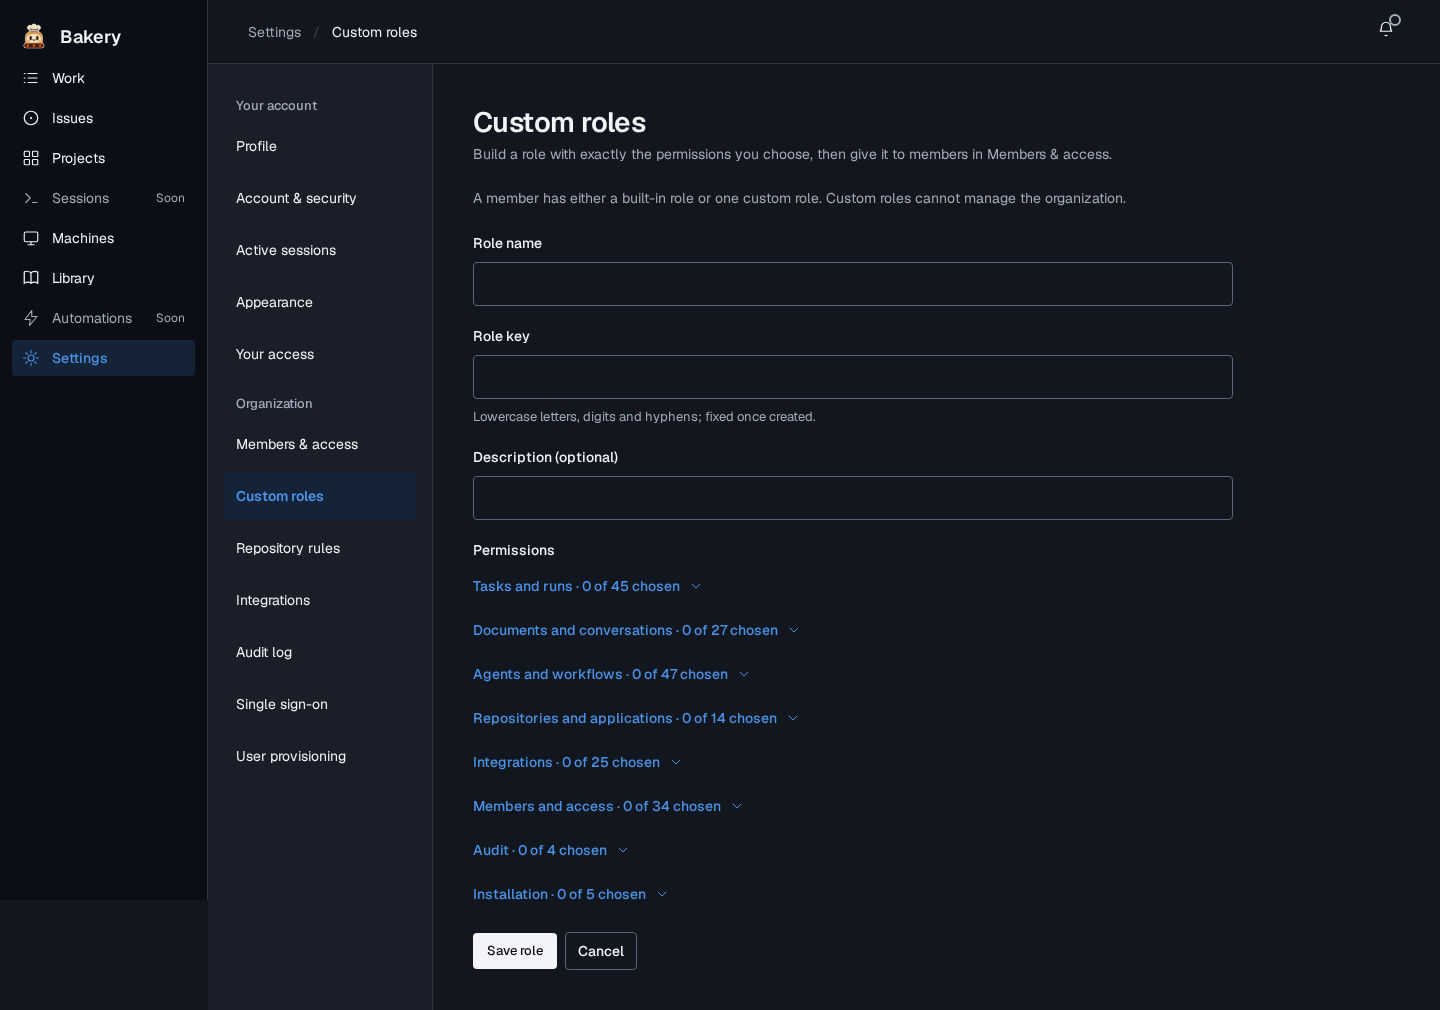 Bakery
Work
Issues
Projects
Sessions Soon
Machines
Library
Automations Soon
Settings
Settings / Custom roles
Your account
Profile
Account & security
Active sessions
Appearance
Your access
Organization
Members & access
Custom roles
Repository rules
Integrations
Audit log
Single sign-on
User provisioning
Custom roles
Build a role with exactly the permissions you choose, then give it to members in Members & access.
A member has either a built-in role or one custom role. Custom roles cannot manage the organization.
Role name
Role key
Lowercase letters, digits and hyphens; fixed once created.
Description (optional)
Permissions
Tasks and runs · 0 of 45 chosen
Documents and conversations · 0 of 27 chosen
Agents and workflows · 0 of 47 chosen
Repositories and applications · 0 of 14 chosen
Integrations · 0 of 25 chosen
Members and access · 0 of 34 chosen
Audit · 0 of 4 chosen
Installation · 0 of 5 chosen
Save role
Cancel